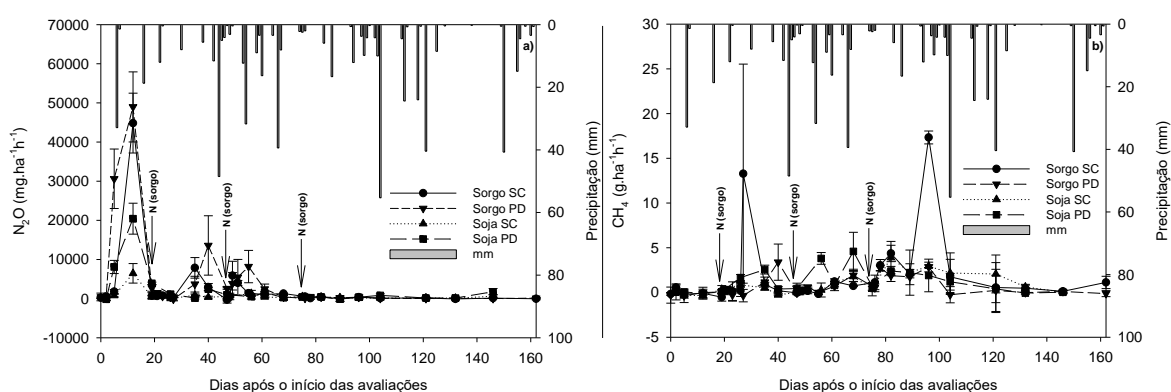 a)
N₂O (mg.ha⁻¹h⁻¹)
70000
60000
50000
40000
30000
20000
10000
0
-10000
N (sorgo)
N (sorgo)
N (sorgo)
Sorgo SC
Sorgo PD
Soja SC
Soja PD
mm
0
20
40
60
80
100
Precipitação (mm)
0 20 40 60 80 100 120 140 160
Dias após o início das avaliações
b)
CH₄ (g.ha⁻¹h⁻¹)
30
25
20
15
10
5
0
-5
N (sorgo)
N (sorgo)
N (sorgo)
Sorgo SC
Sorgo PD
Soja SC
Soja PD
mm
0
20
40
60
80
100
Precipitação (mm)
0 20 40 60 80 100 120 140 160
Dias após o início das avaliações